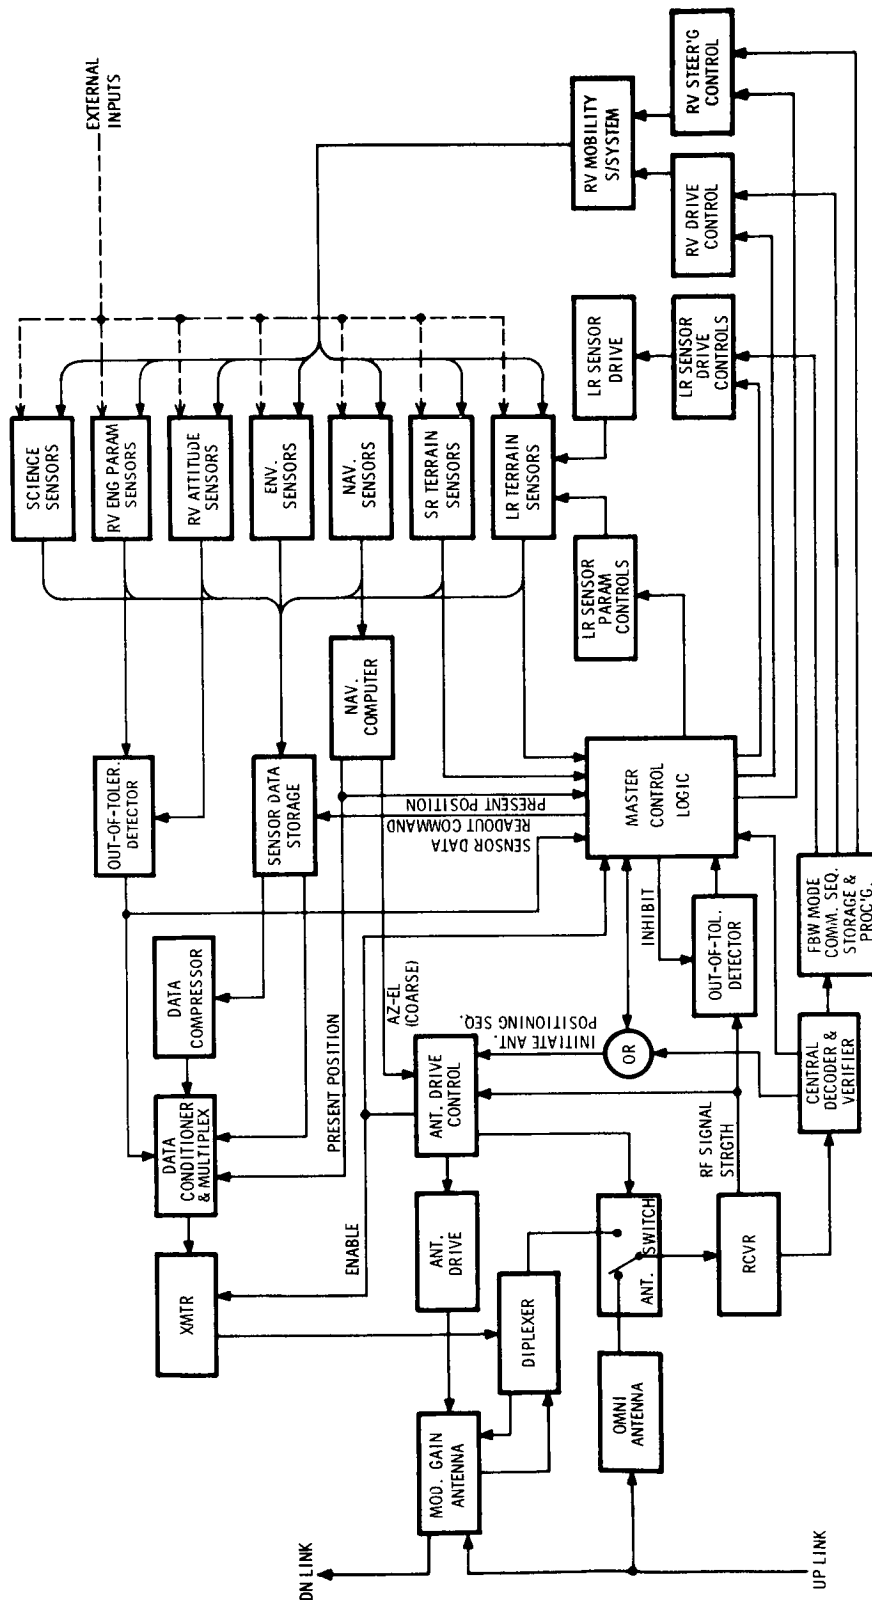 DN LINK
UP LINK
MOD. GAIN
ANTENNA
OMNI
ANTENNA
DIPLEXER
XMTR
ANT.
DRIVE
ANT. SWITCH
RCVR
ENABLE
PRESENT POSITION
DATA
CONDITIONER
& MULTIPLEX
DATA
COMPRESSOR
ANT. DRIVE
CONTROL
AZ-EL
(COARSE)
INITIATE ANT.
POSITIONING SEQ.
OR
RF SIGNAL
STRGTH
CENTRAL
DECODER &
VERIFIER
INHIBIT
OUT-OF-TOL.
DETECTOR
FBW MODE
COMM. SEQ.
STORAGE &
PROC'G.
OUT-OF-TOLER.
DETECTOR
SENSOR DATA
STORAGE
SENSOR DATA
READOUT COMMAND
PRESENT POSITION
MASTER
CONTROL
LOGIC
NAV.
COMPUTER
LR SENSOR
PARAM
CONTROLS
SCIENCE
SENSORS
RV ENG PARAM
SENSORS
RV ATTITUDE
SENSORS
ENV.
SENSORS
NAV.
SENSORS
SR TERRAIN
SENSORS
LR TERRAIN
SENSORS
LR SENSOR
DRIVE
LR SENSOR
DRIVE
CONTROLS
EXTERNAL
INPUTS
RV MOBILITY
S/SYSTEM
RV DRIVE
CONTROL
RV STEER'G
CONTROL